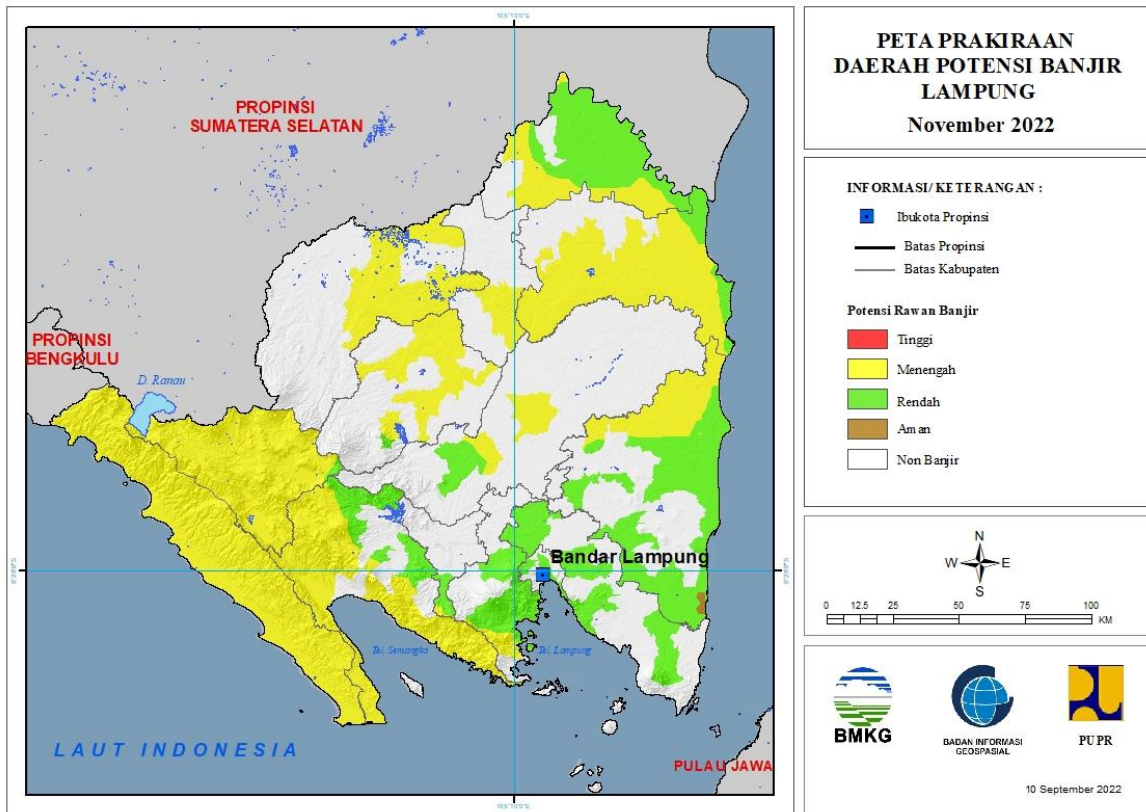 PROPINSI
SUMATERA SELATAN
PROPINSI
BENGKULU
D. Ranau
Bandar Lampung
Tel. Semangka
Tel. Lampung
LAUT INDONESIA
PULAU JAWA
PETA PRAKIRAAN
DAERAH POTENSI BANJIR
LAMPUNG
November 2022
INFORMASI/ KETERANGAN :
Ibukota Propinsi
Batas Propinsi
Batas Kabupaten
Potensi Rawan Banjir
Tinggi
Menengah
Rendah
Aman
Non Banjir
N
W E
S
0 12.5 25 50 75 100
KM
BMKG
BADAN INFORMASI
GEOSPASIAL
PUPR
10 September 2022